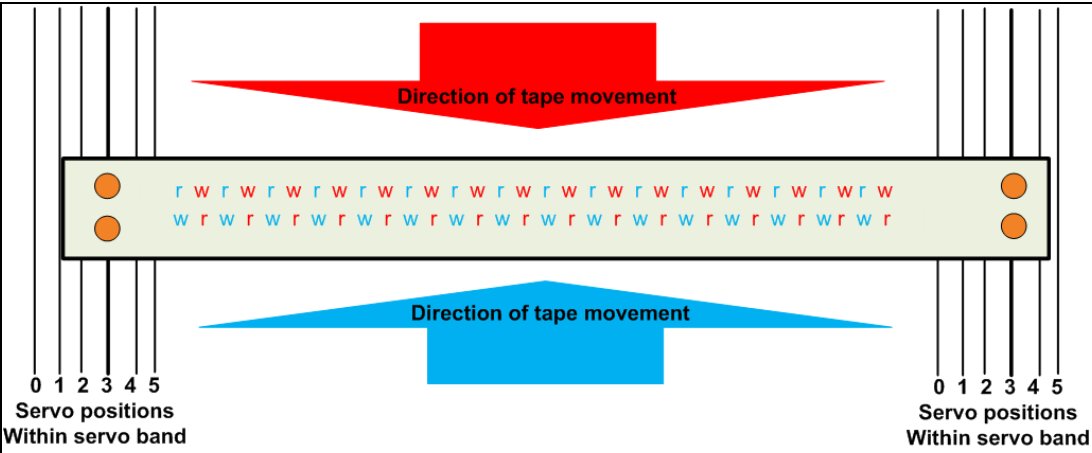 Direction of tape movement
r w r w r w r w r w r w r w r w r w r w r w r w r w r w r w r w
w r w r w r w r w r w r w r w r w r w r w r w r w r w r w r w r
Direction of tape movement
0 1 2 3 4 5
Servo positions
Within servo band
0 1 2 3 4 5
Servo positions
Within servo band